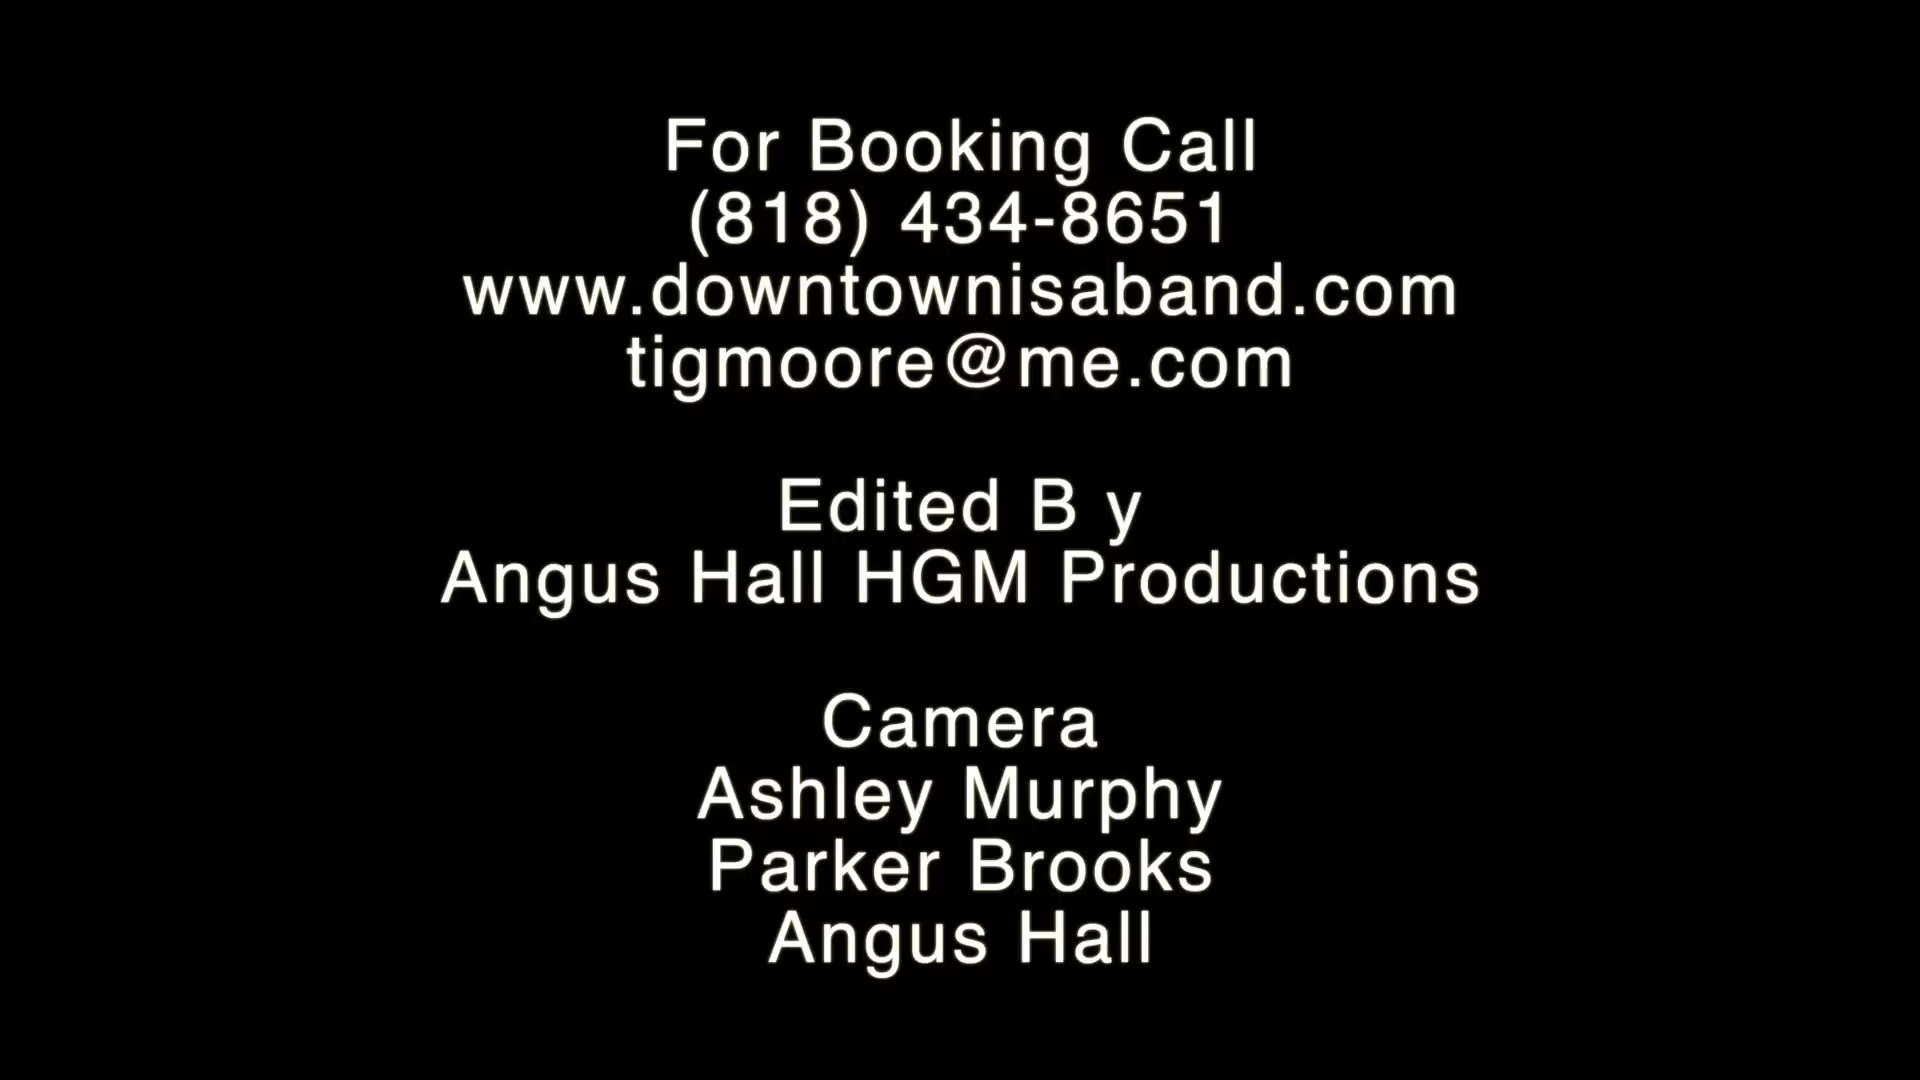 For Booking Call
(818) 434-8651
www.downtownisaband.com
tigmoore@me.com
Edited B y
Angus Hall HGM Productions
Camera
Ashley Murphy
Parker Brooks
Angus Hall